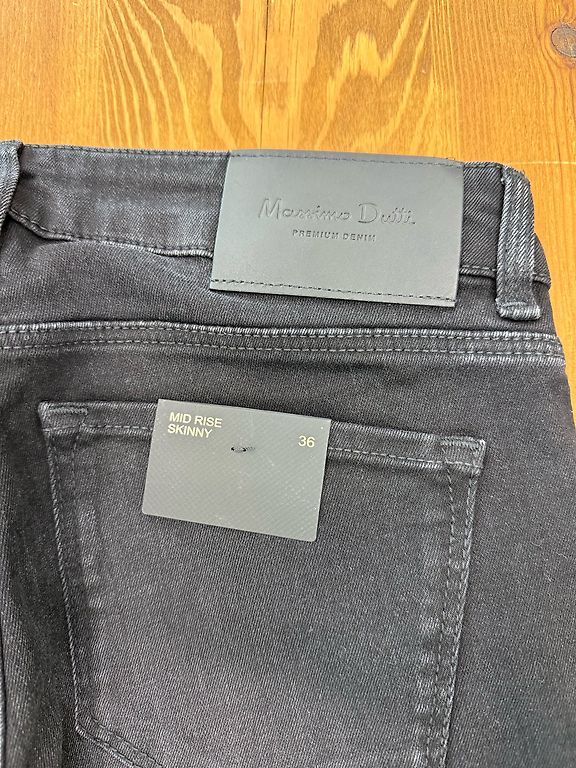 Massimo Dutti
PREMIUM DENIM
MID RISE
SKINNY
36